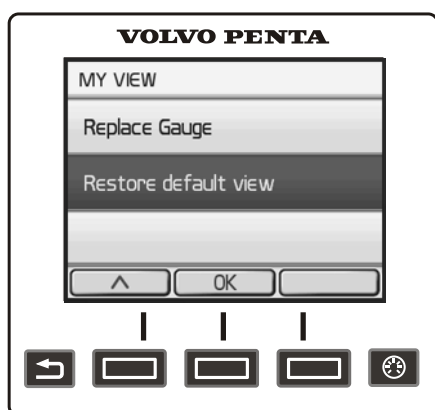 VOLVO PENTA
MY VIEW
Replace Gauge
Restore default view
OK